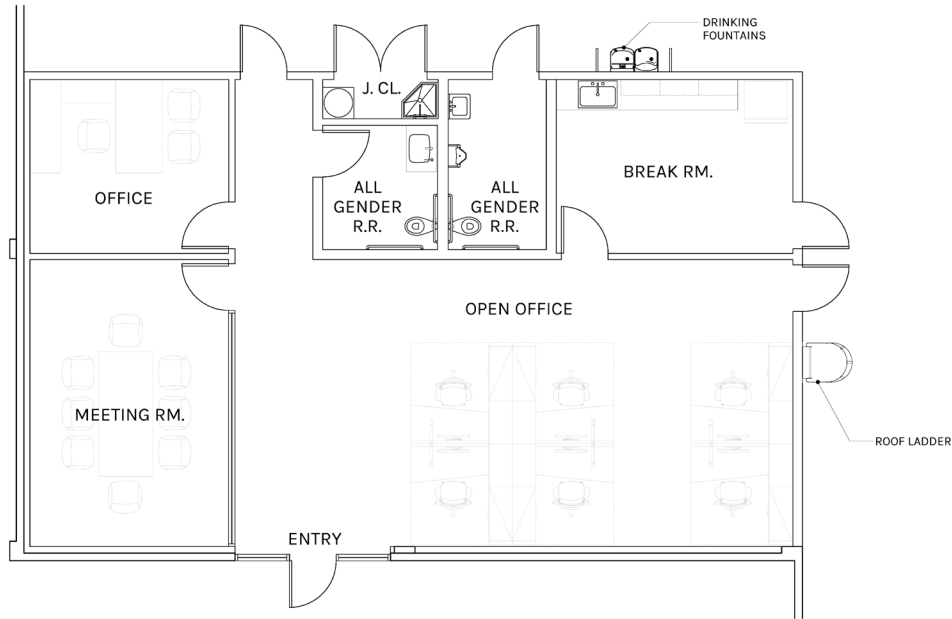 DRINKING
FOUNTAINS
J. CL.
OFFICE
ALL
GENDER
R.R.
ALL
GENDER
R.R.
BREAK RM.
OPEN OFFICE
MEETING RM.
ROOF LADDER
ENTRY